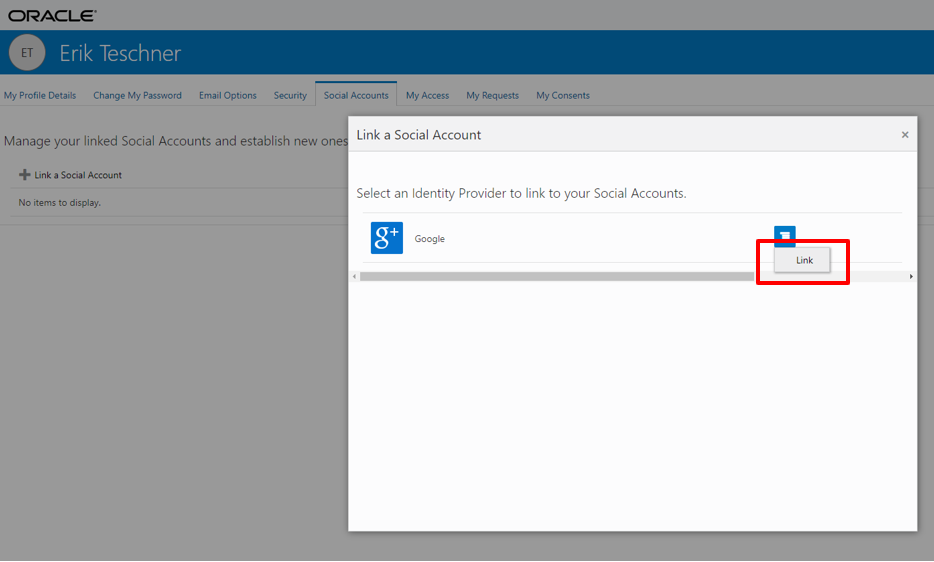 ORACLE®
ET
Erik Teschner
My Profile Details Change My Password Email Options Security Social Accounts My Access My Requests My Consents
Manage your linked Social Accounts and establish new ones
Link a Social Account
No items to display.
Link a Social Account ×
Select an Identity Provider to link to your Social Accounts.
g+ Google
Link